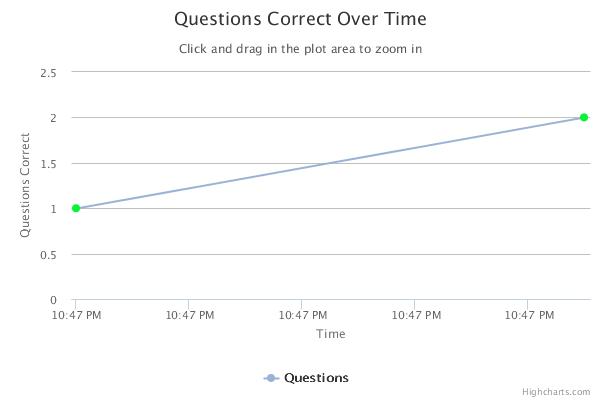 Questions Correct Over Time
Click and drag in the plot area to zoom in
2.5
2
1.5
1
0.5
0
Questions Correct
10:47 PM 10:47 PM 10:47 PM 10:47 PM 10:47 PM
Time
Questions
Highcharts.com